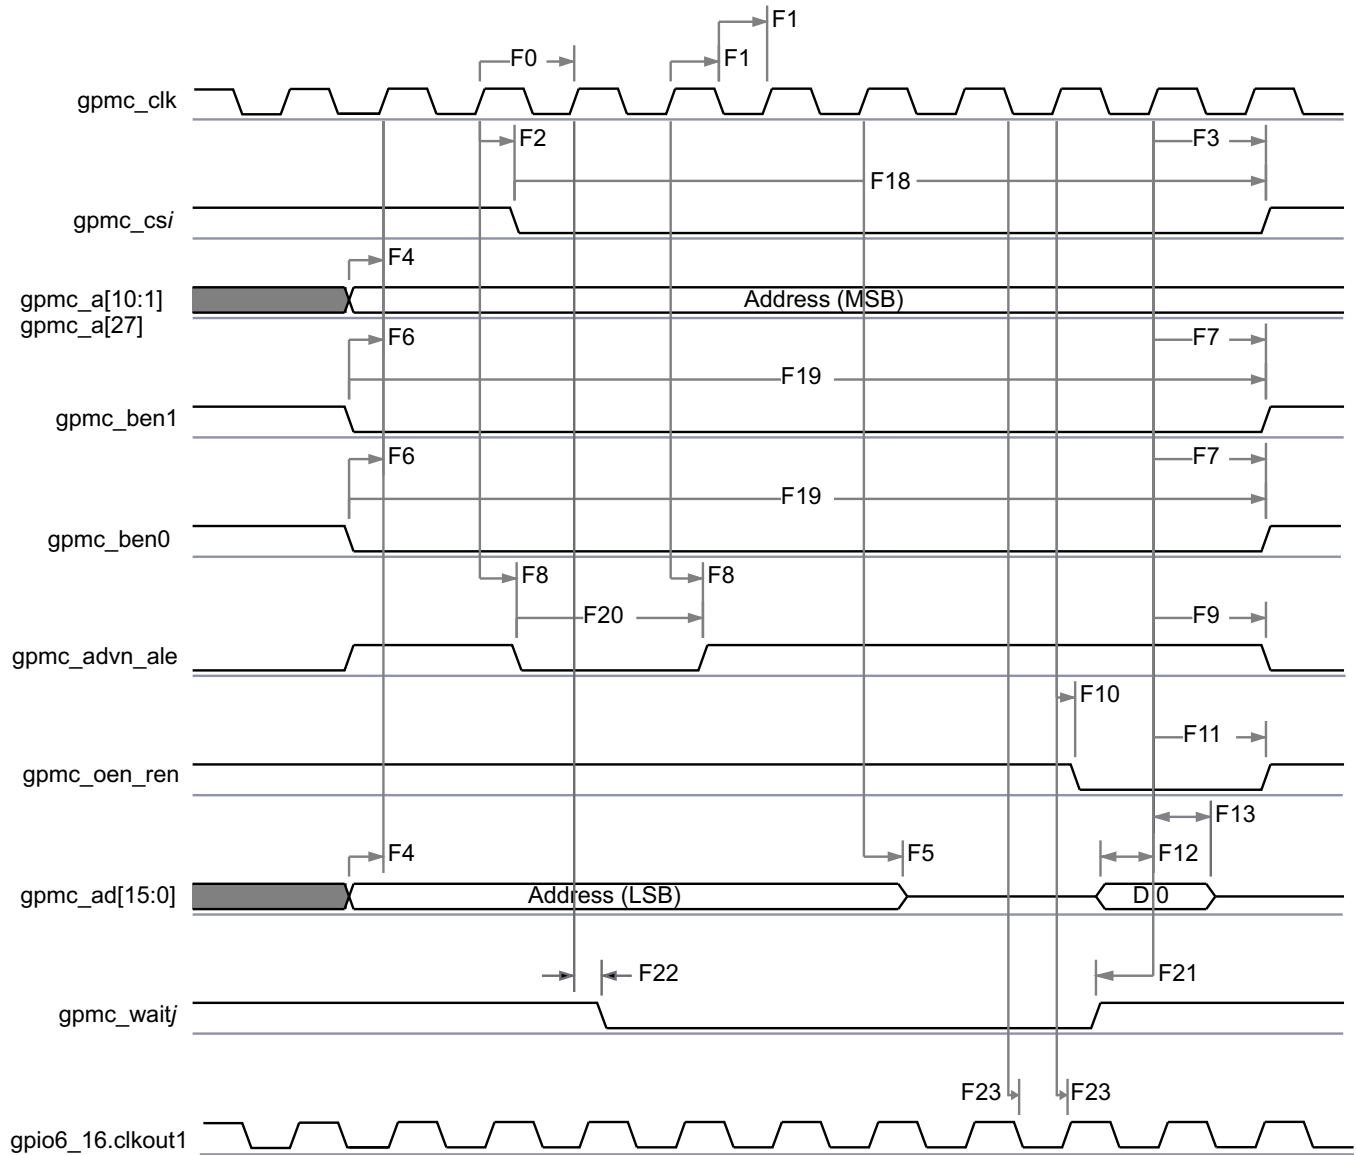 F1
F0
F1
gpmc_clk
F2
F3
F18
gpmc_csi
F4
gpmc_a[10:1]
Address (MSB)
gpmc_a[27]
F6
F7
F19
gpmc_ben1
F6
F7
F19
gpmc_ben0
F8
F8
F20
F9
gpmc_advn_ale
F10
F11
gpmc_oen_ren
F13
F4
F5
F12
gpmc_ad[15:0]
Address (LSB)
D 0
F22
F21
gpmc_waitj
F23
F23
gpio6_16.clkout1